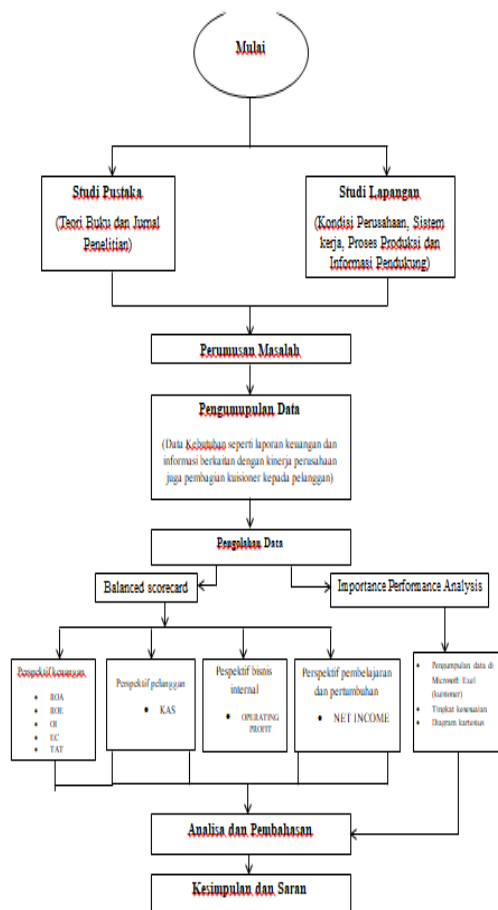 Mulai
Studi Pustaka
(Teori Buku dan Jurnal
Penelitian)
Studi Lapangan
(Kondisi Perusahaan, Sistem
kerja, Proses Produksi dan
Informasi Pendukung)
Perumusan Masalah
Pengumupulan Data
(Data Kebutuhan seperti laporan keuangan dan
informasi berkaitan dengan kinerja perusahaan
juga pembagian kuisioner kepada pelanggan)
Pengolahan Data
Balanced scorecard
Importance Performance Analysis
Perspektif keuangan
• ROA
• ROE
• OI
• EC
• TAT
Perspektif pelanggan
• KAS
Pespektif bisnis
internal
• OPERATING
PROFIT
Perspektif pembelajaran
dan pertumbuhan
• NET INCOME
• Pengumpulan data di
Microsoft Exel
(kuisioner)
• Tingkat kesesuaian
• Diagram kartesius
Analisa dan Pembahasan
Kesimpulan dan Saran